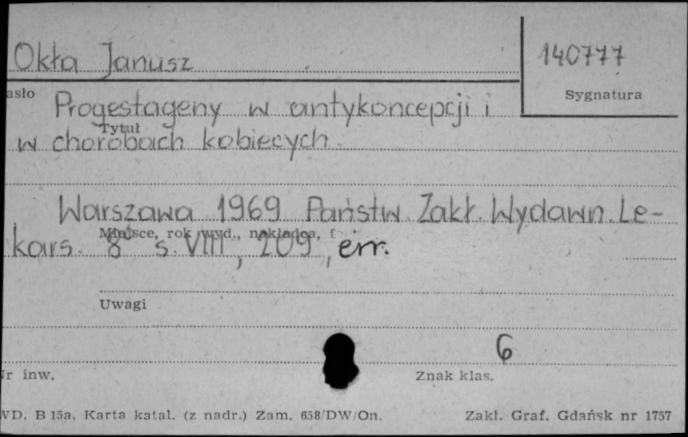 Okła Janusz
140777
asło
Sygnatura
Progestageny w antykoncepcji i
Tytuł
w chorobach kobiecych.
Warszawa 1969 Państw. Zakł. Wydawn. Le-
Miejsce, rok wyd., nakładca, f
kars. 8° s. VIII, 209, err.
Uwagi
6
r inw.
Znak klas.
VD. B 15a. Karta katal. (z nadr.) Zam. 658/DW/On.
Zakł. Graf. Gdańsk nr 1757